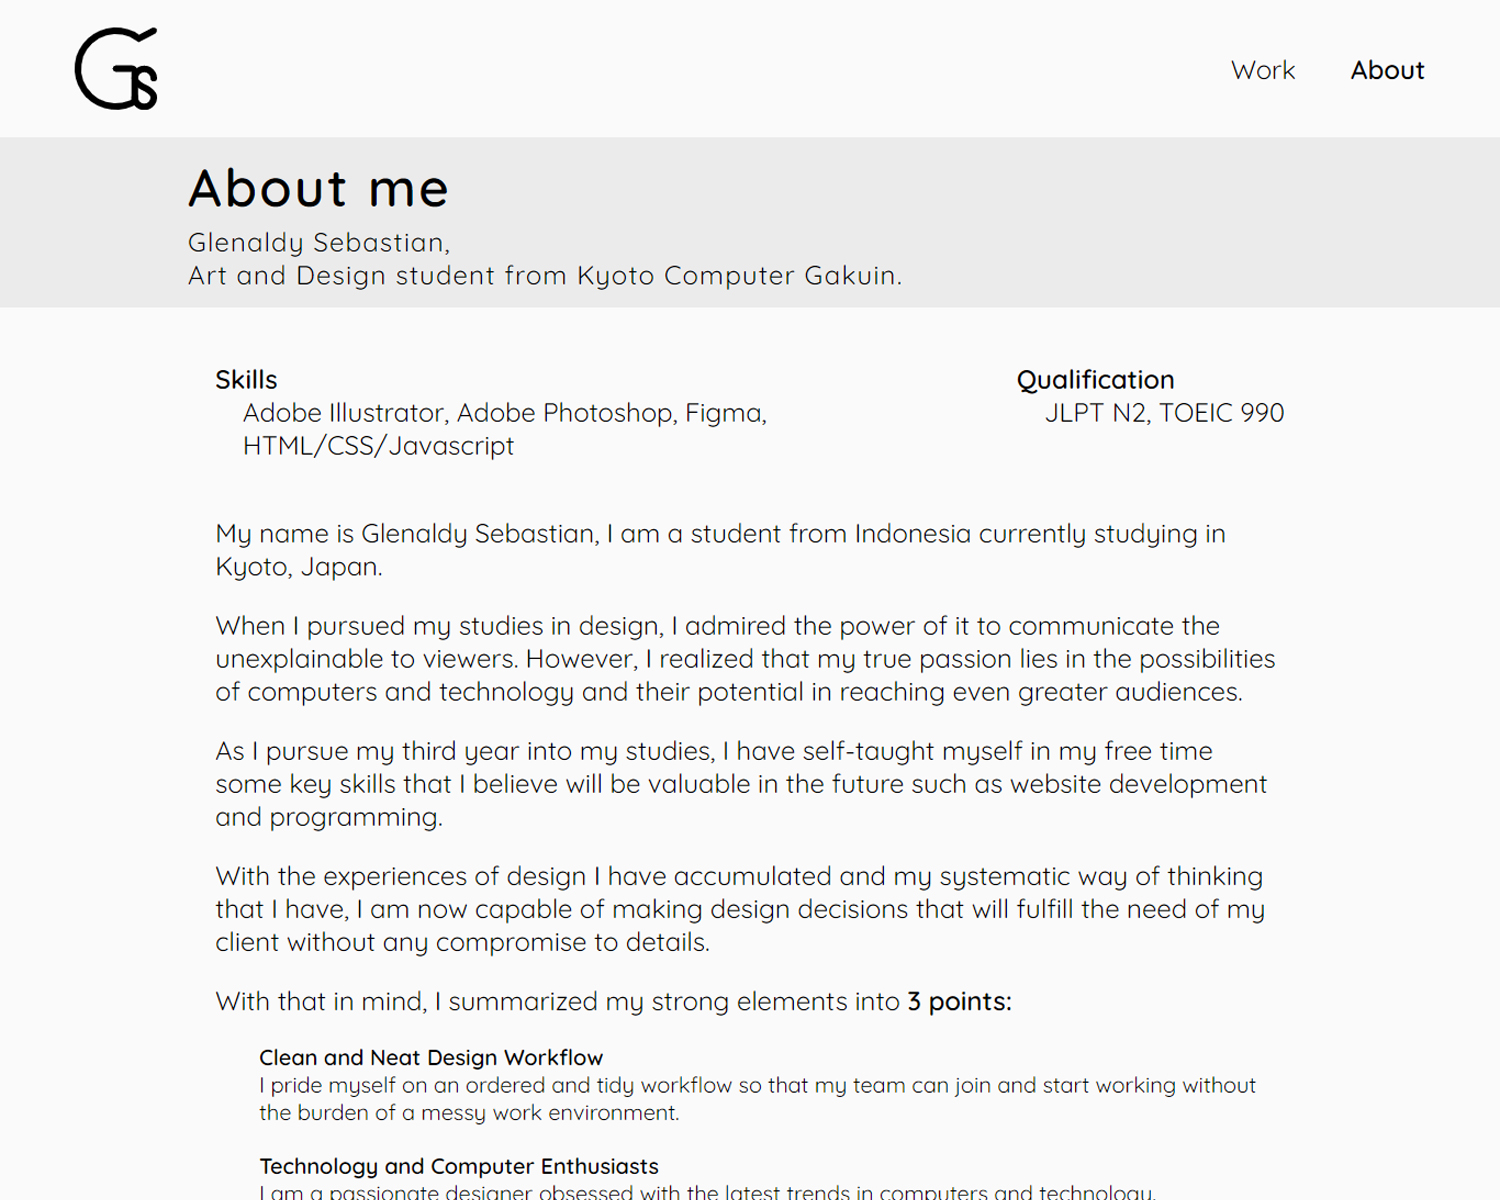 Gs
Work About
About me
Glenaldy Sebastian,
Art and Design student from Kyoto Computer Gakuin.
Skills
Adobe Illustrator, Adobe Photoshop, Figma,
HTML/CSS/Javascript
Qualification
JLPT N2, TOEIC 990
My name is Glenaldy Sebastian, I am a student from Indonesia currently studying in
Kyoto, Japan.
When I pursued my studies in design, I admired the power of it to communicate the
unexplainable to viewers. However, I realized that my true passion lies in the possibilities
of computers and technology and their potential in reaching even greater audiences.
As I pursue my third year into my studies, I have self-taught myself in my free time
some key skills that I believe will be valuable in the future such as website development
and programming.
With the experiences of design I have accumulated and my systematic way of thinking
that I have, I am now capable of making design decisions that will fulfill the need of my
client without any compromise to details.
With that in mind, I summarized my strong elements into 3 points:
Clean and Neat Design Workflow
I pride myself on an ordered and tidy workflow so that my team can join and start working without
the burden of a messy work environment.
Technology and Computer Enthusiasts
I am a passionate designer obsessed with the latest trends in computers and technology.